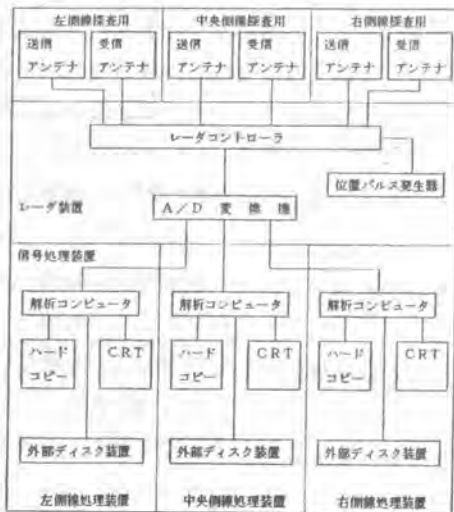 左側線探査用 中央側線探査用 右側線探査用
送信 受信 送信 受信 送信 受信
アンテナ アンテナ アンテナ アンテナ アンテナ アンテナ
レーダコントローラ
位置パルス発生器
レーダ装置
A/D 変 換 機
信号処理装置
解析コンピュータ 解析コンピュータ 解析コンピュータ
ハード CRT ハード CRT ハード CRT
コピー コピー コピー
外部ディスク装置 外部ディスク装置 外部ディスク装置
左側線処理装置 中央側線処理装置 右側線処理装置